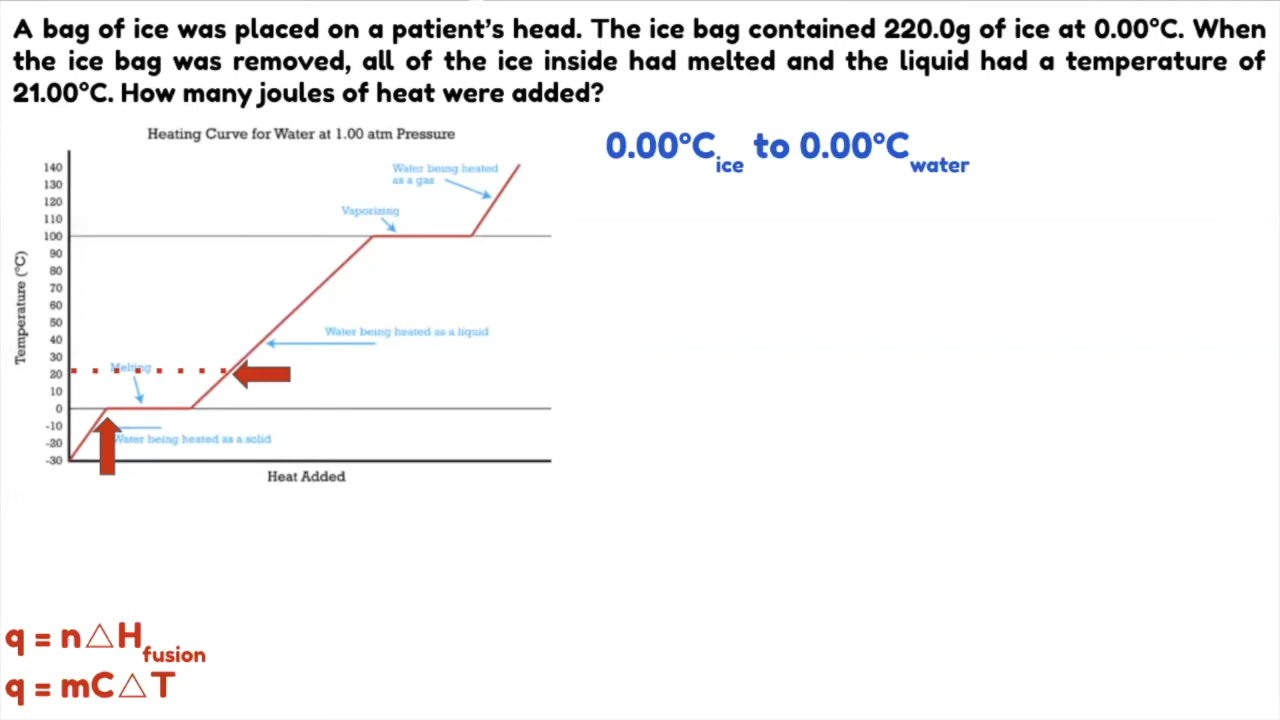 A bag of ice was placed on a patient’s head. The ice bag contained 220.0g of ice at 0.00°C. When
the ice bag was removed, all of the ice inside had melted and the liquid had a temperature of
21.00°C. How many joules of heat were added?
Heating Curve for Water at 1.00 atm Pressure
0.00°Cice to 0.00°Cwater
Temperature (°C)
140
130
120
110
100
90
80
70
60
50
40
30
20
10
0
-10
-20
-30
Water being heated
as a gas
Vaporizing
Water being heated as a liquid
Melting
Water being heated as a solid
Heat Added
q = n△Hfusion
q = mC△T